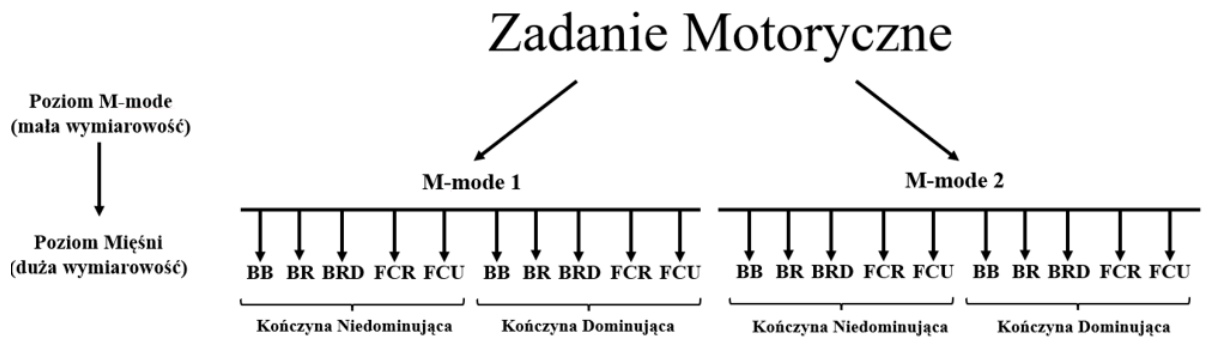 Zadanie Motoryczne
Poziom M-mode
(mała wymiarowość)
M-mode 1
M-mode 2
Poziom Mięśni
(duża wymiarowość)
BB BR BRD FCR FCU BB BR BRD FCR FCU
BB BR BRD FCR FCU BB BR BRD FCR FCU
Kończyna Niedominująca
Kończyna Dominująca
Kończyna Niedominująca
Kończyna Dominująca